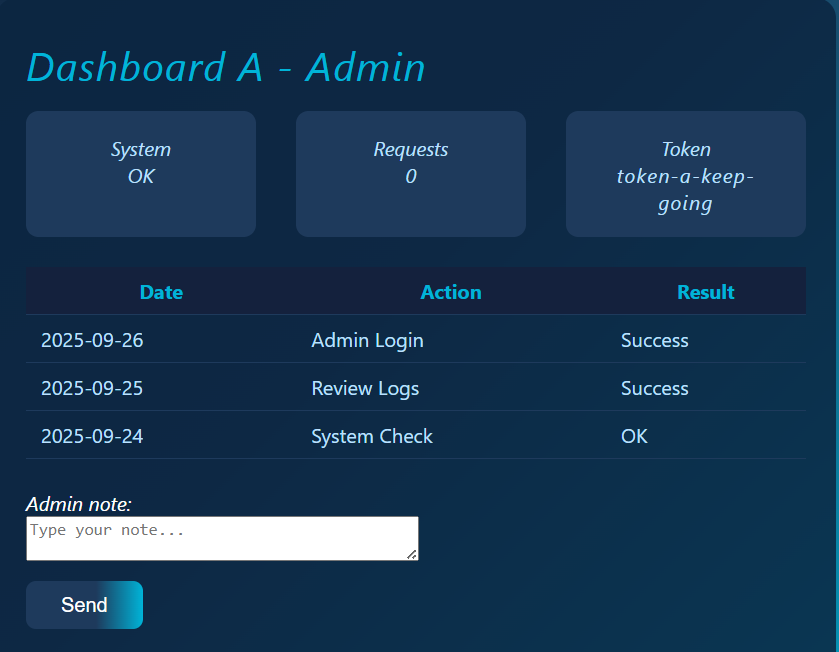 Dashboard A - Admin
System
OK
Requests
0
Token
token-a-keep-
going
Date Action Result
2025-09-26 Admin Login Success
2025-09-25 Review Logs Success
2025-09-24 System Check OK
Admin note:
Type your note...
Send